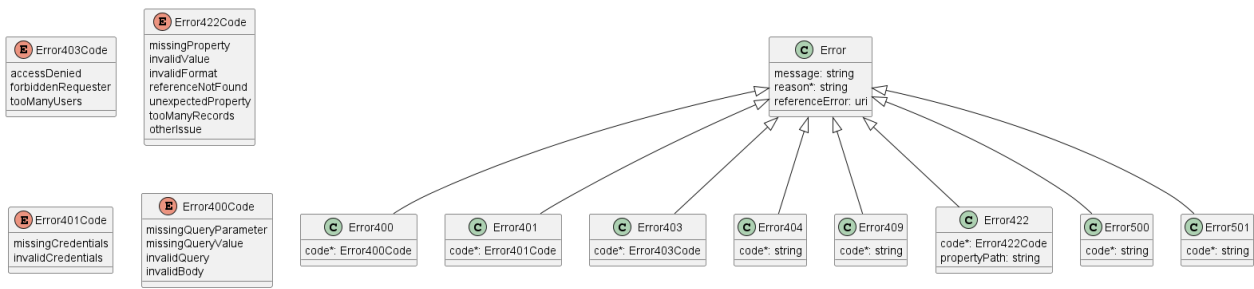 E Error403Code
accessDenied
forbiddenRequester
tooManyUsers
E Error422Code
missingProperty
invalidValue
invalidFormat
referenceNotFound
unexpectedProperty
tooManyRecords
otherIssue
C Error
message: string
reason*: string
referenceError: uri
E Error401Code
missingCredentials
invalidCredentials
E Error400Code
missingQueryParameter
missingQueryValue
invalidQuery
invalidBody
C Error400
code*: Error400Code
C Error401
code*: Error401Code
C Error403
code*: Error403Code
C Error404
code*: string
C Error409
code*: string
C Error422
code*: Error422Code
propertyPath: string
C Error500
code*: string
C Error501
code*: string